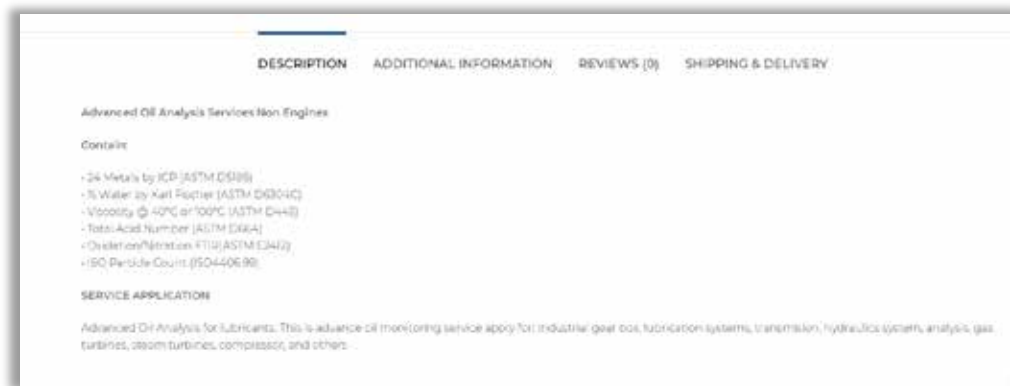 DESCRIPTION ADDITIONAL INFORMATION REVIEWS (0) SHIPPING & DELIVERY
Advanced Oil Analysis Services Non Engines
Contains
- 24 Metals by ICP (ASTM D5185)
- % Water by Karl Fischer (ASTM D6304C)
- Viscosity @ 40°C or 100°C (ASTM D445)
- Total Acid Number (ASTM D664)
- Oxidation/Nitration FTIR (ASTM
- ISO Particle Count (ISO4406:99)
SERVICE APPLICATION
Advanced Oil Analysis for lubricants. This is advance oil monitoring service apply for: industrial gear box, lubrication systems, transmision, hydraulics system, analysis, gas
turbines, steam turbines, compressor, and others